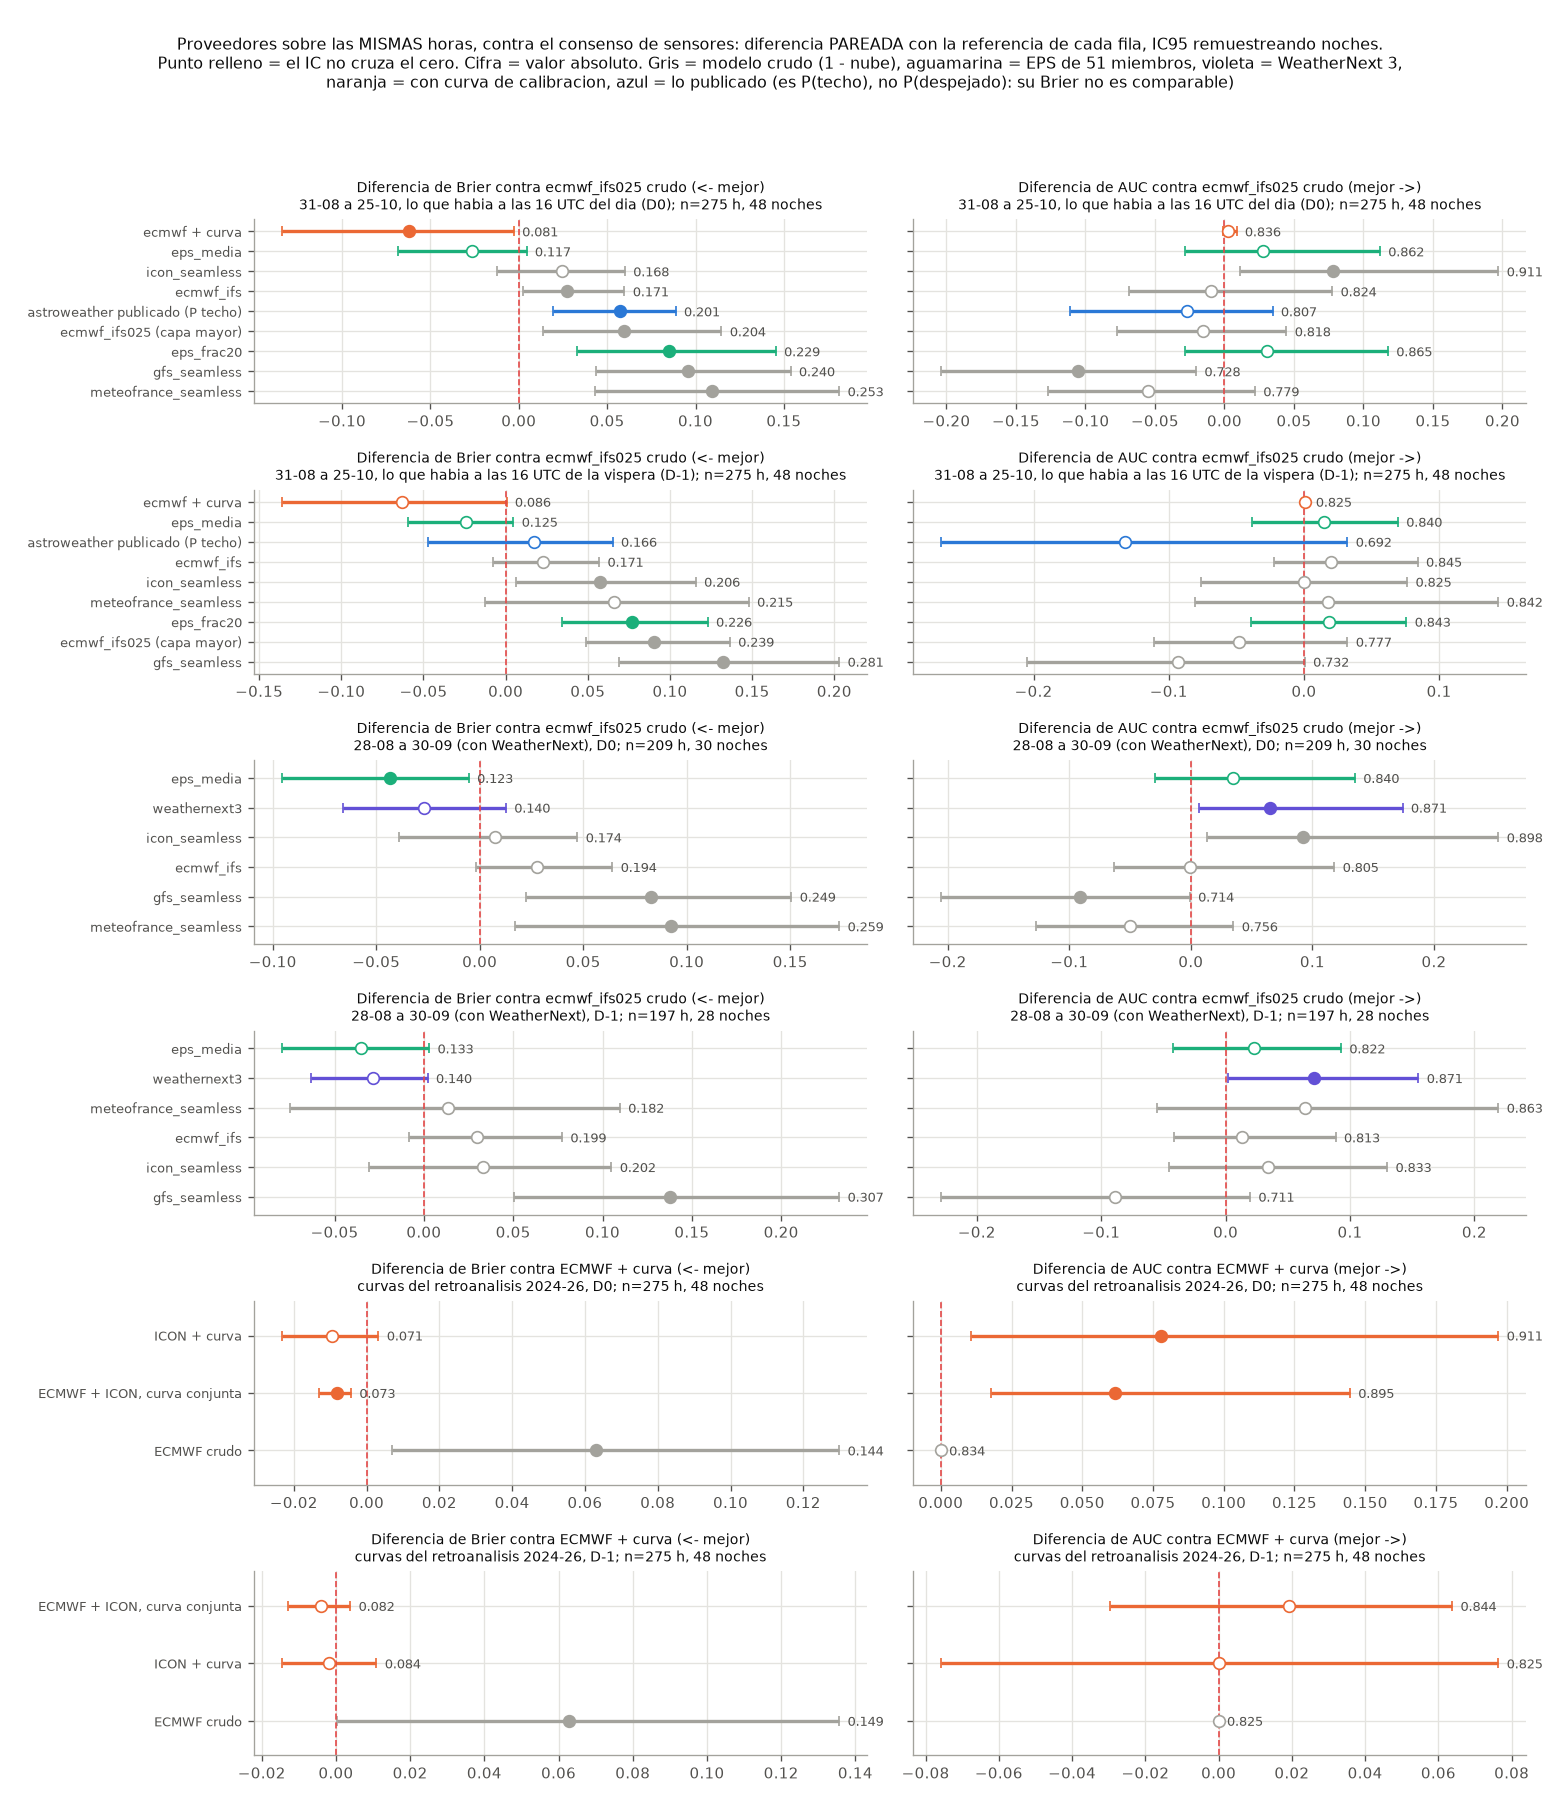 Proveedores sobre las MISMAS horas, contra el consenso de sensores: diferencia PAREADA con la referencia de cada fila, IC95 remuestreando noches.
Punto relleno = el IC no cruza el cero. Cifra = valor absoluto. Gris = modelo crudo (1 - nube), aguamarina = EPS de 51 miembros, violeta = WeatherNext 3,
naranja = con curva de calibracion, azul = lo publicado (es P(techo), no P(despejado): su Brier no es comparable)
Diferencia de Brier contra ecmwf_ifs025 crudo (<- mejor)
31-08 a 25-10, lo que habia a las 16 UTC del dia (D0); n=275 h, 48 noches
ecmwf + curva 0.081
eps_media 0.117
icon_seamless 0.168
ecmwf_ifs 0.171
astroweather publicado (P techo) 0.201
ecmwf_ifs025 (capa mayor) 0.204
eps_frac20 0.229
gfs_seamless 0.240
meteofrance_seamless 0.253
−0.10 −0.05 0.00 0.05 0.10 0.15
Diferencia de AUC contra ecmwf_ifs025 crudo (mejor ->)
31-08 a 25-10, lo que habia a las 16 UTC del dia (D0); n=275 h, 48 noches
0.836
0.862
0.911
0.824
0.807
0.818
0.865
0.728
0.779
−0.20 −0.15 −0.10 −0.05 0.00 0.05 0.10 0.15 0.20
Diferencia de Brier contra ecmwf_ifs025 crudo (<- mejor)
31-08 a 25-10, lo que habia a las 16 UTC de la vispera (D-1); n=275 h, 48 noches
ecmwf + curva 0.086
eps_media 0.125
astroweather publicado (P techo) 0.166
ecmwf_ifs 0.171
icon_seamless 0.206
meteofrance_seamless 0.215
eps_frac20 0.226
ecmwf_ifs025 (capa mayor) 0.239
gfs_seamless 0.281
−0.15 −0.10 −0.05 0.00 0.05 0.10 0.15 0.20
Diferencia de AUC contra ecmwf_ifs025 crudo (mejor ->)
31-08 a 25-10, lo que habia a las 16 UTC de la vispera (D-1); n=275 h, 48 noches
0.825
0.840
0.692
0.845
0.825
0.842
0.843
0.777
0.732
−0.2 −0.1 0.0 0.1
Diferencia de Brier contra ecmwf_ifs025 crudo (<- mejor)
28-08 a 30-09 (con WeatherNext), D0; n=209 h, 30 noches
eps_media 0.123
weathernext3 0.140
icon_seamless 0.174
ecmwf_ifs 0.194
gfs_seamless 0.249
meteofrance_seamless 0.259
−0.10 −0.05 0.00 0.05 0.10 0.15
Diferencia de AUC contra ecmwf_ifs025 crudo (mejor ->)
28-08 a 30-09 (con WeatherNext), D0; n=209 h, 30 noches
0.840
0.871
0.898
0.805
0.714
0.756
−0.2 −0.1 0.0 0.1 0.2
Diferencia de Brier contra ecmwf_ifs025 crudo (<- mejor)
28-08 a 30-09 (con WeatherNext), D-1; n=197 h, 28 noches
eps_media 0.133
weathernext3 0.140
meteofrance_seamless 0.182
ecmwf_ifs 0.199
icon_seamless 0.202
gfs_seamless 0.307
−0.05 0.00 0.05 0.10 0.15 0.20
Diferencia de AUC contra ecmwf_ifs025 crudo (mejor ->)
28-08 a 30-09 (con WeatherNext), D-1; n=197 h, 28 noches
0.822
0.871
0.863
0.813
0.833
0.711
−0.2 −0.1 0.0 0.1 0.2
Diferencia de Brier contra ECMWF + curva (<- mejor)
curvas del retroanalisis 2024-26, D0; n=275 h, 48 noches
ICON + curva 0.071
ECMWF + ICON, curva conjunta 0.073
ECMWF crudo 0.144
−0.02 0.00 0.02 0.04 0.06 0.08 0.10 0.12
Diferencia de AUC contra ECMWF + curva (mejor ->)
curvas del retroanalisis 2024-26, D0; n=275 h, 48 noches
0.911
0.895
0.834
0.000 0.025 0.050 0.075 0.100 0.125 0.150 0.175 0.200
Diferencia de Brier contra ECMWF + curva (<- mejor)
curvas del retroanalisis 2024-26, D-1; n=275 h, 48 noches
ECMWF + ICON, curva conjunta 0.082
ICON + curva 0.084
ECMWF crudo 0.149
−0.02 0.00 0.02 0.04 0.06 0.08 0.10 0.12 0.14
Diferencia de AUC contra ECMWF + curva (mejor ->)
curvas del retroanalisis 2024-26, D-1; n=275 h, 48 noches
0.844
0.825
0.825
−0.08 −0.06 −0.04 −0.02 0.00 0.02 0.04 0.06 0.08